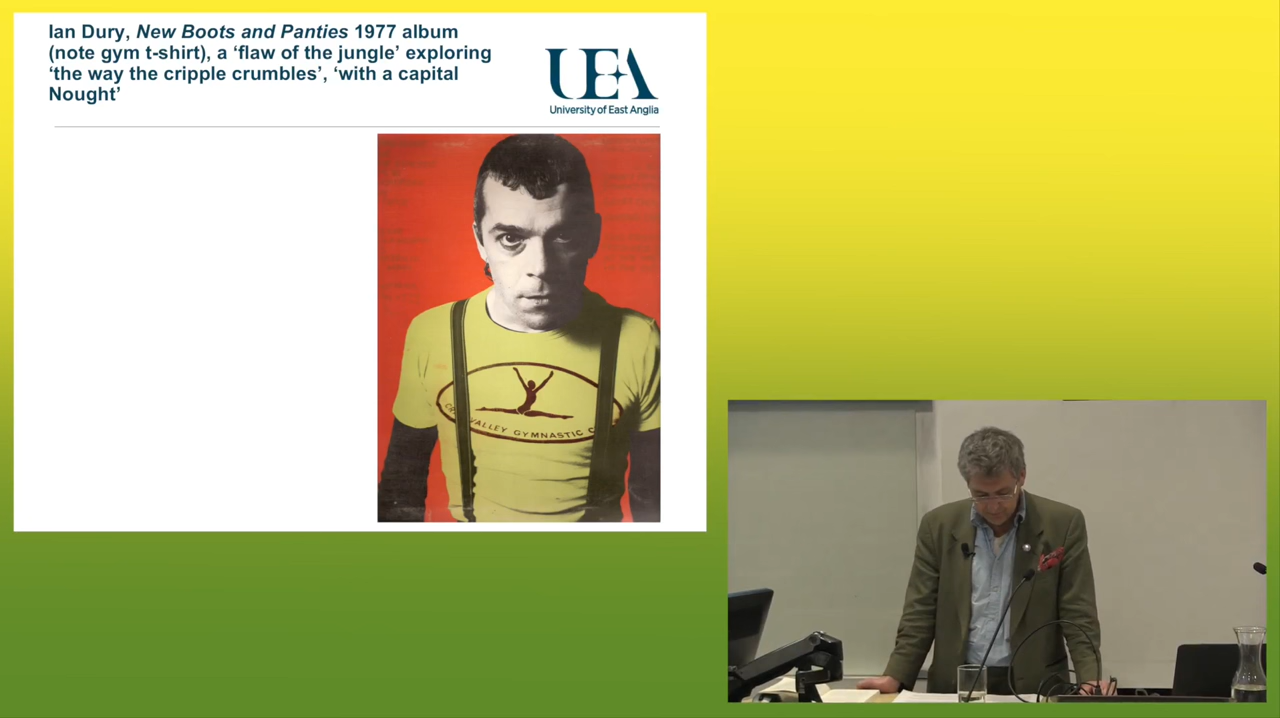 Ian Dury, New Boots and Panties 1977 album
(note gym t-shirt), a ‘flaw of the jungle’ exploring
‘the way the cripple crumbles’, ‘with a capital
Nought’
UEA
University of East Anglia
VALLEY GYMNASTIC